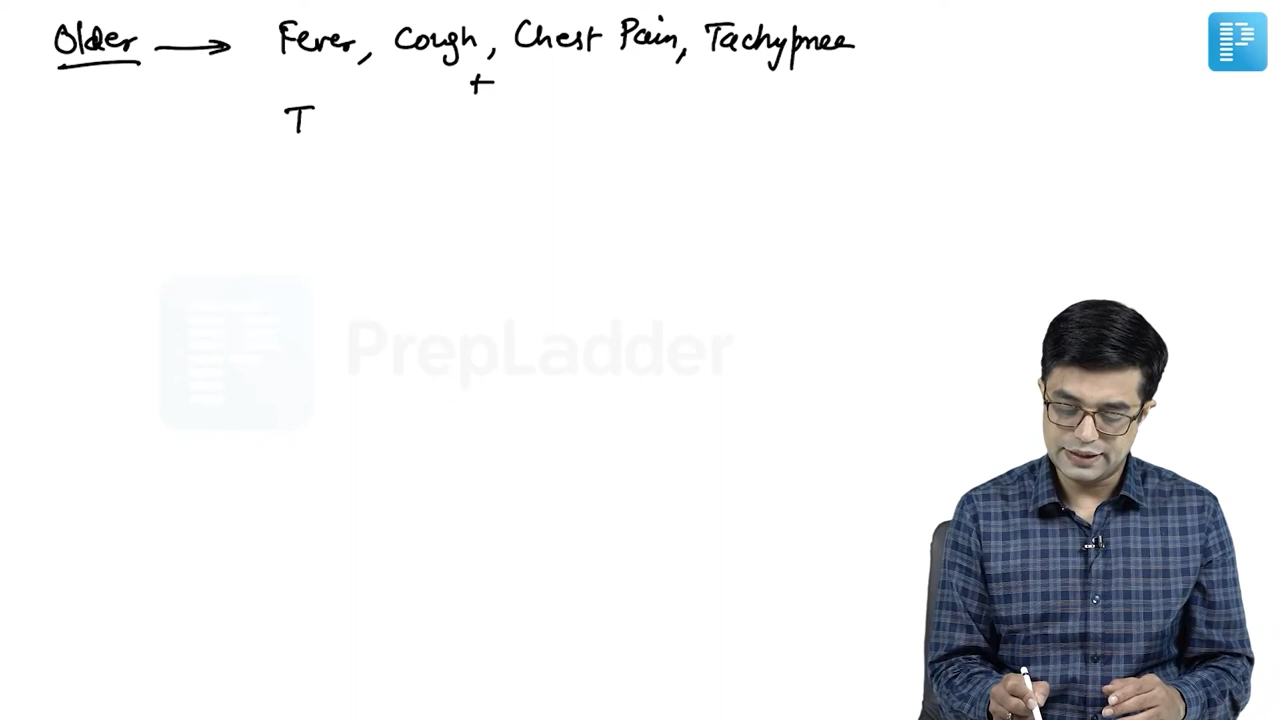 Older → Fever, Cough, Chest Pain, Tachypnea
+
T
PrepLadder